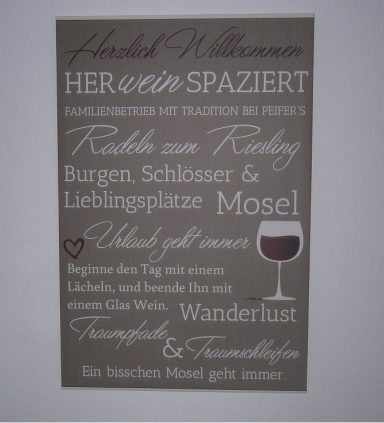 Herzlich Willkommen
HERweinSPAZIERT
FAMILIENBETRIEB MIT TRADITION BEI PEIFER'S
Radeln zum Riesling
Burgen, Schlösser &
Lieblingsplätze Mosel
Urlaub geht immer
Beginne den Tag mit einem
Lächeln, und beende Ihn mit
einem Glas Wein. Wanderlust
Traumpfade
& Traumschleifen
Ein bisschen Mosel geht immer.